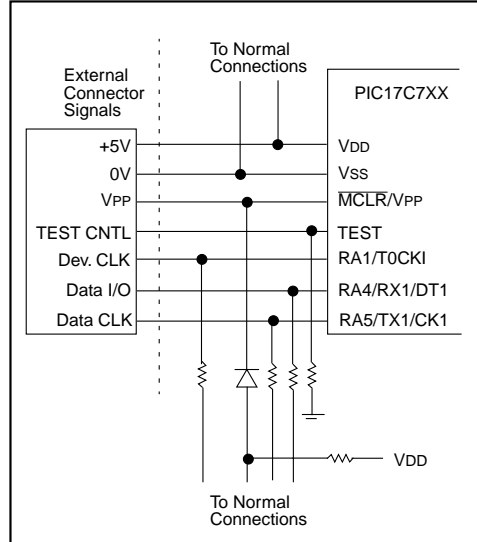 To Normal
Connections
External
Connector
Signals
PIC17C7XX
+5V
VDD
0V
VSS
VPP
MCLR/VPP
TEST CNTL
TEST
Dev. CLK
RA1/T0CKI
Data I/O
RA4/RX1/DT1
Data CLK
RA5/TX1/CK1
VDD
To Normal
Connections